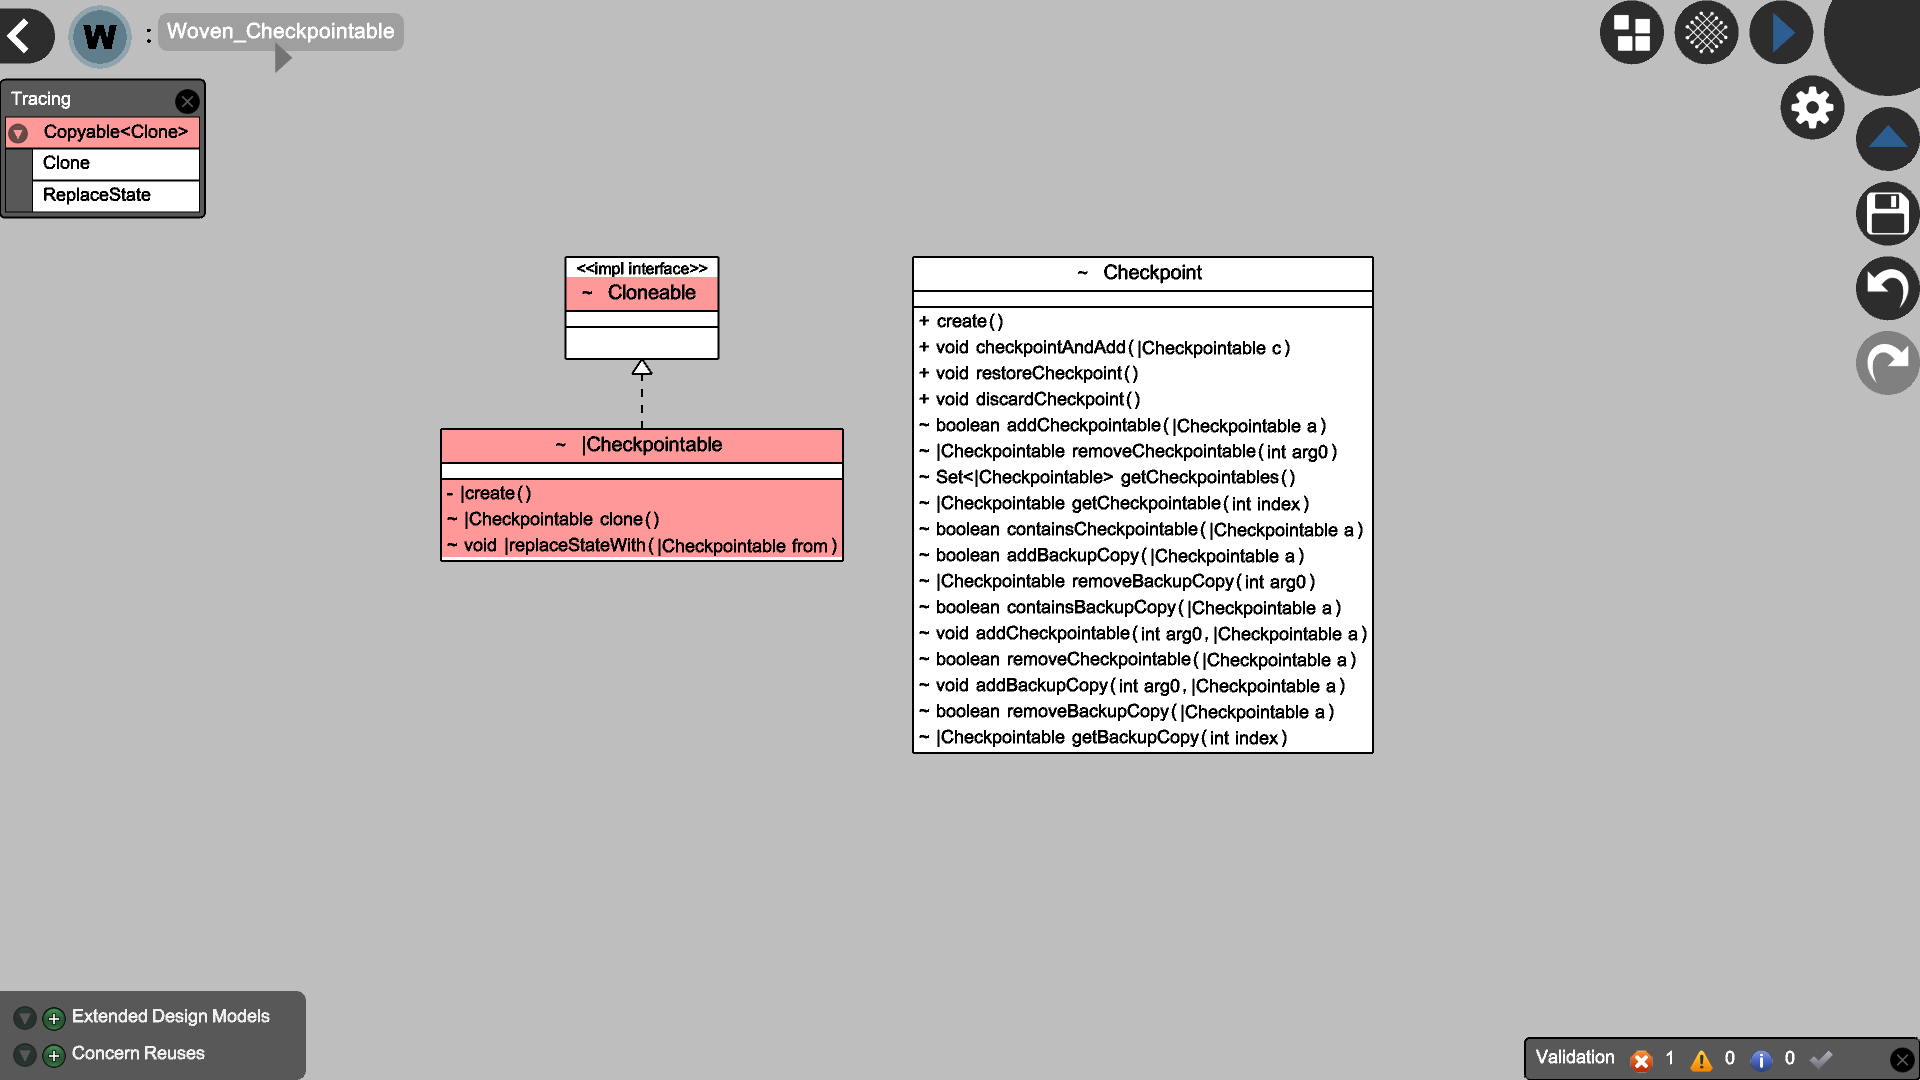 W : Woven_Checkpointable
Tracing
Copyable<Clone>
Clone
ReplaceState
<<impl interface>>
~ Cloneable
~ |Checkpointable
- |create()
~ |Checkpointable clone()
~ void |replaceStateWith(|Checkpointable from)
~ Checkpoint
+ create()
+ void checkpointAndAdd(|Checkpointable c)
+ void restoreCheckpoint()
+ void discardCheckpoint()
~ boolean addCheckpointable(|Checkpointable a)
~ |Checkpointable removeCheckpointable(int arg0)
~ Set<|Checkpointable> getCheckpointables()
~ |Checkpointable getCheckpointable(int index)
~ boolean containsCheckpointable(|Checkpointable a)
~ boolean addBackupCopy(|Checkpointable a)
~ |Checkpointable removeBackupCopy(int arg0)
~ boolean containsBackupCopy(|Checkpointable a)
~ void addCheckpointable(int arg0,|Checkpointable a)
~ boolean removeCheckpointable(|Checkpointable a)
~ void addBackupCopy(int arg0,|Checkpointable a)
~ boolean removeBackupCopy(|Checkpointable a)
~ |Checkpointable getBackupCopy(int index)
Extended Design Models
Concern Reuses
Validation 1 0 0